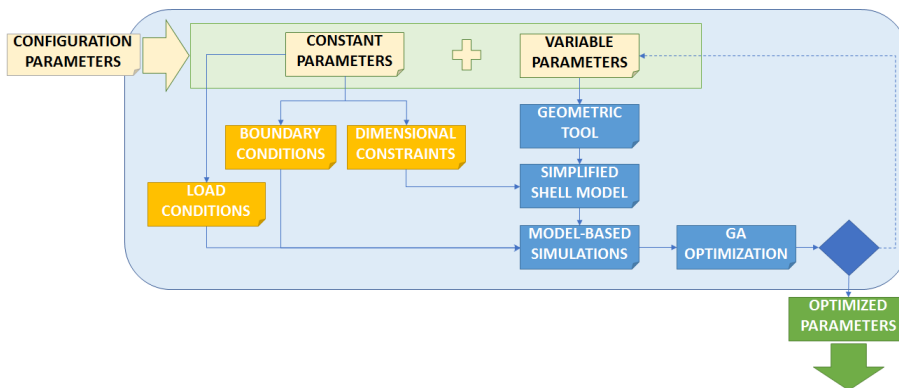 CONFIGURATION
PARAMETERS
CONSTANT
PARAMETERS
VARIABLE
PARAMETERS
BOUNDARY
CONDITIONS
DIMENSIONAL
CONSTRAINTS
GEOMETRIC
TOOL
LOAD
CONDITIONS
SIMPLIFIED
SHELL MODEL
MODEL-BASED
SIMULATIONS
GA
OPTIMIZATION
OPTIMIZED
PARAMETERS